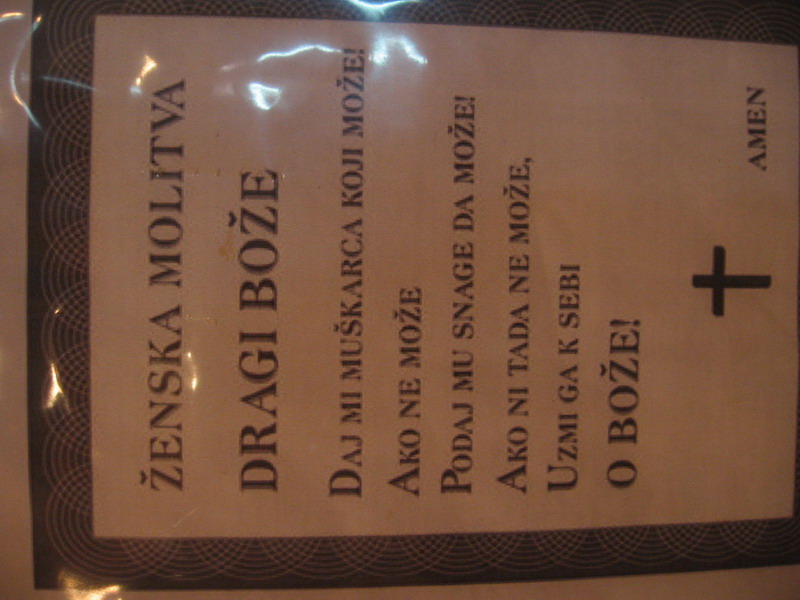 ŽENSKA MOLITVA
DRAGI BOŽE
DAJ MI MUŠKARCA KOJI MOŽE!
AKO NE MOŽE
PODAJ MU SNAGE DA MOŽE!
AKO NI TADA NE MOŽE,
UZMI GA K SEBI
O BOŽE!
AMEN